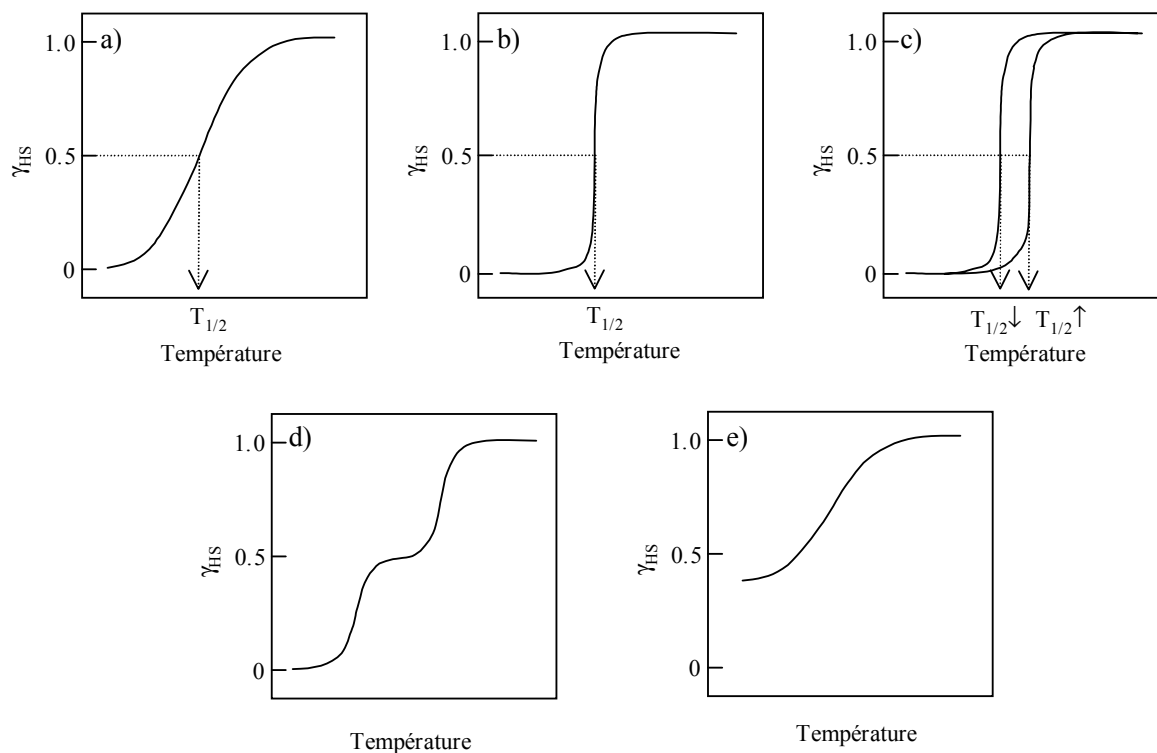 a)
1.0
0.5
0
γHS
T1/2
Température
b)
1.0
0.5
0
γHS
T1/2
Température
c)
1.0
0.5
0
γHS
T1/2↓ T1/2↑
Température
d)
1.0
0.5
0
γHS
Température
e)
1.0
0.5
0
γHS
Température